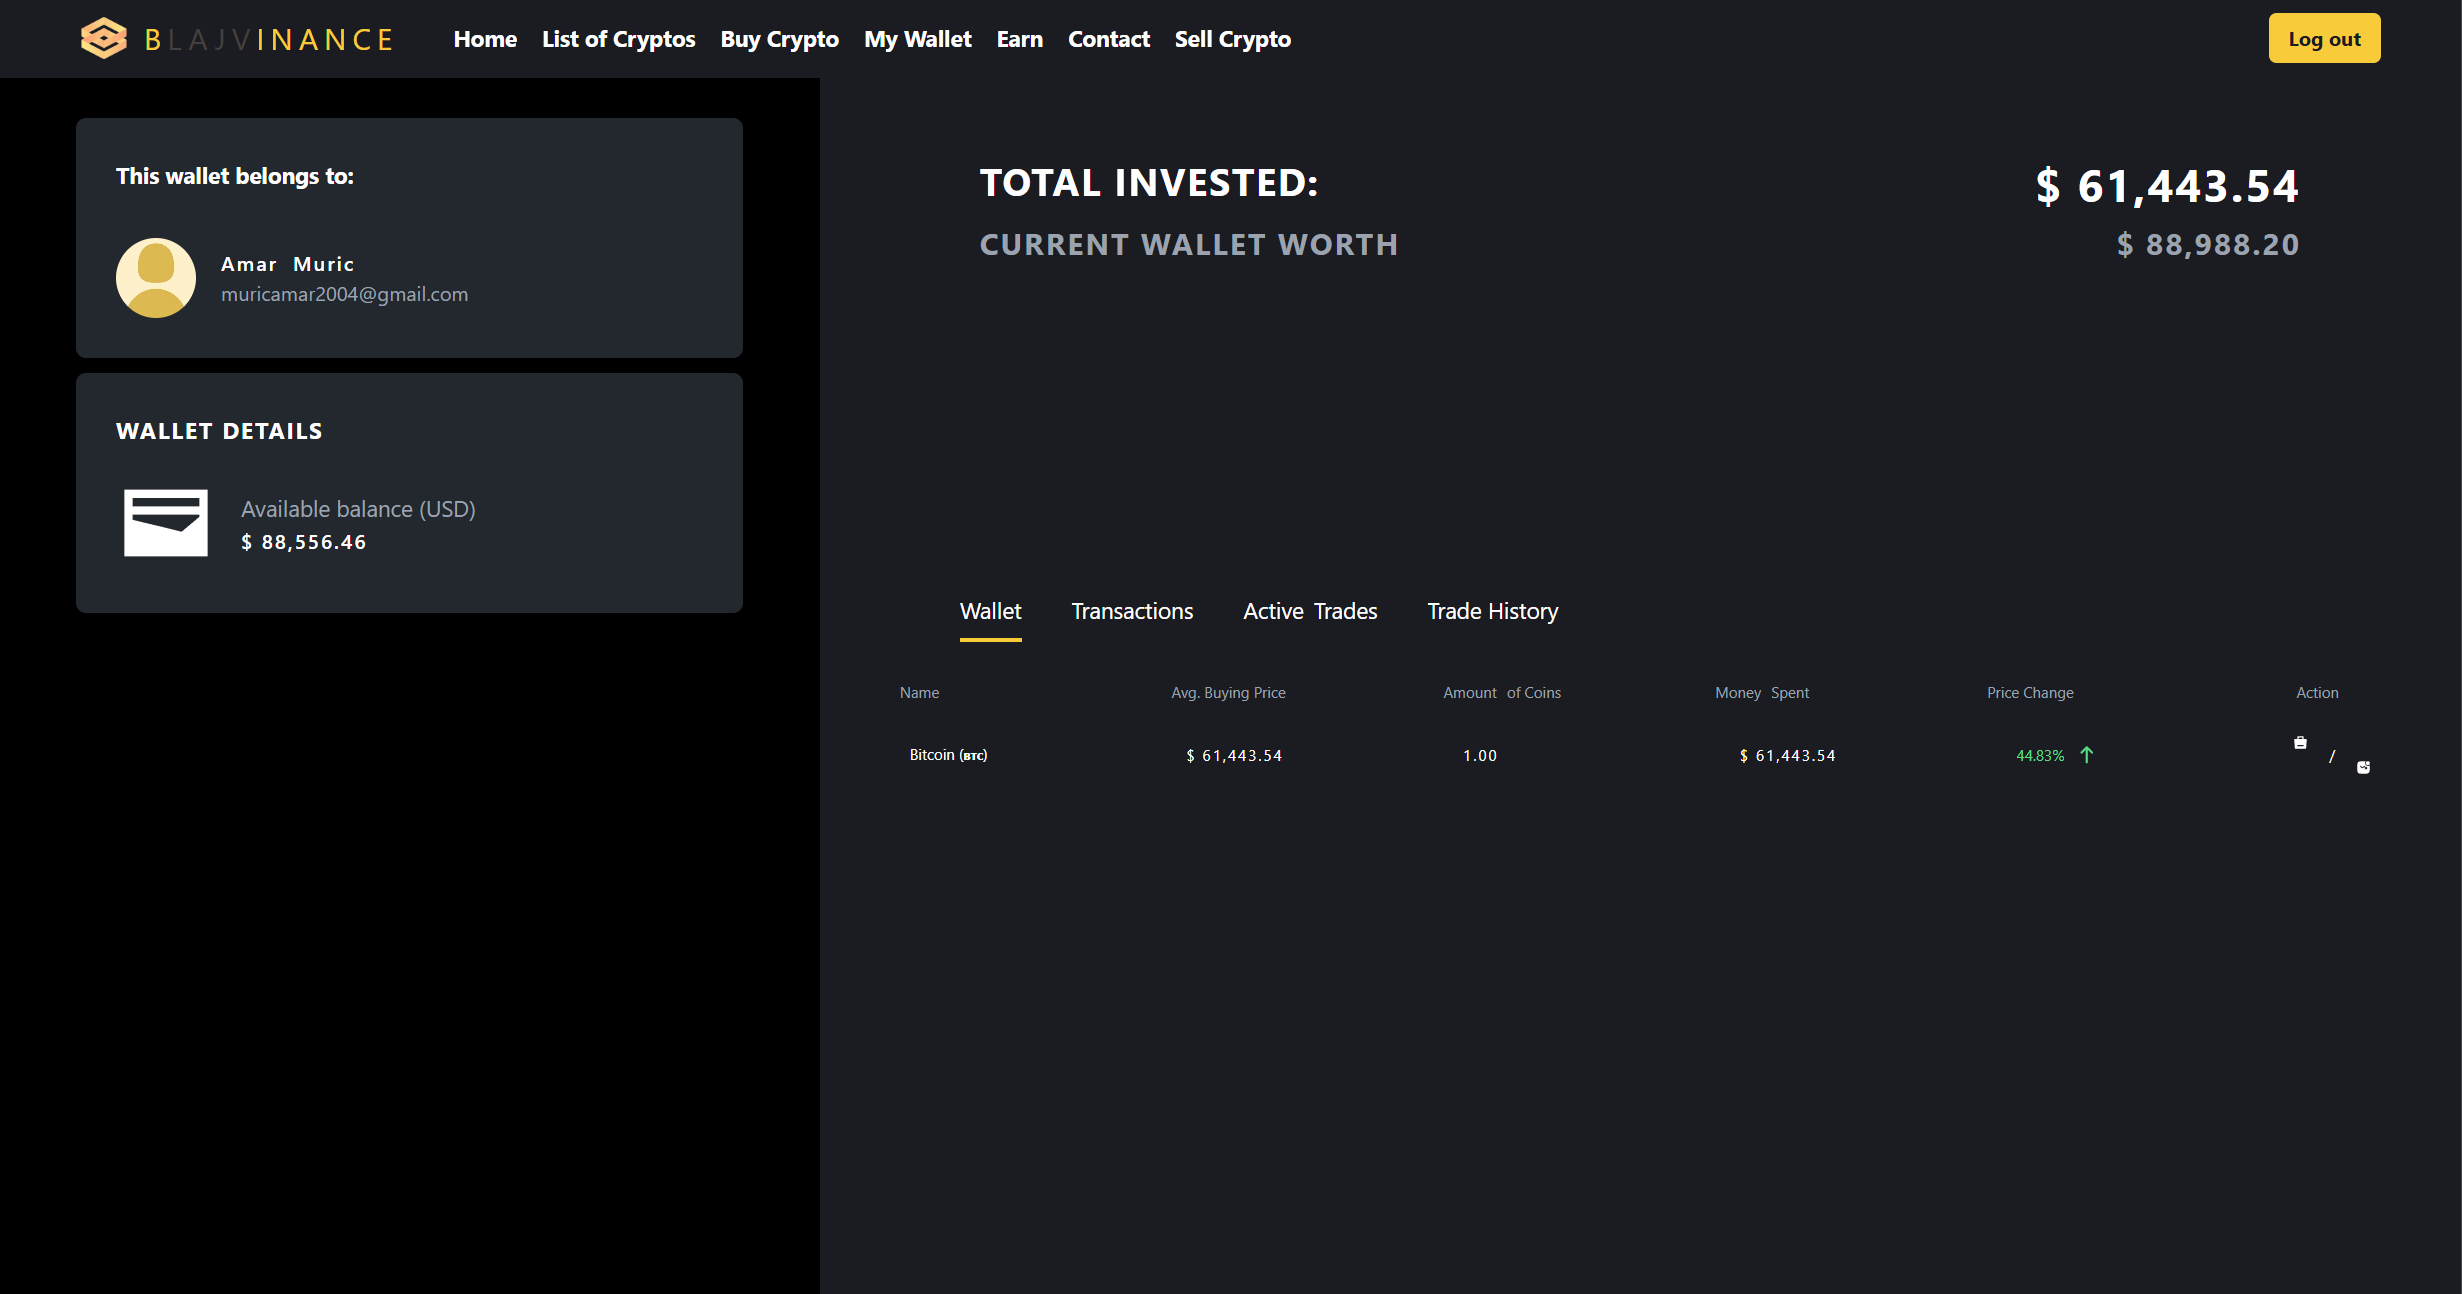 BLAJVINANCE Home List of Cryptos Buy Crypto My Wallet Earn Contact Sell Crypto Log out
This wallet belongs to:
Amar Muric
muricamar2004@gmail.com
WALLET DETAILS
Available balance (USD)
$ 88,556.46
TOTAL INVESTED: $ 61,443.54
CURRENT WALLET WORTH $ 88,988.20
Wallet Transactions Active Trades Trade History
Name Avg. Buying Price Amount of Coins Money Spent Price Change Action
Bitcoin (BTC) $ 61,443.54 1.00 $ 61,443.54 44.83% /